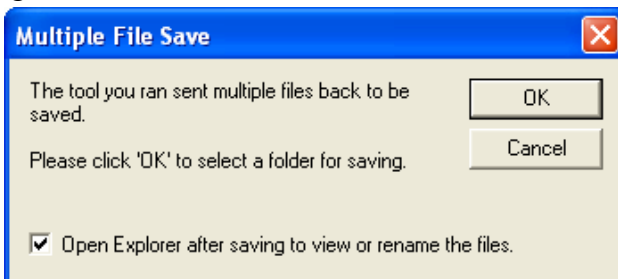 Multiple File Save
The tool you ran sent multiple files back to be
saved.
OK
Please click 'OK' to select a folder for saving.
Cancel
Open Explorer after saving to view or rename the files.